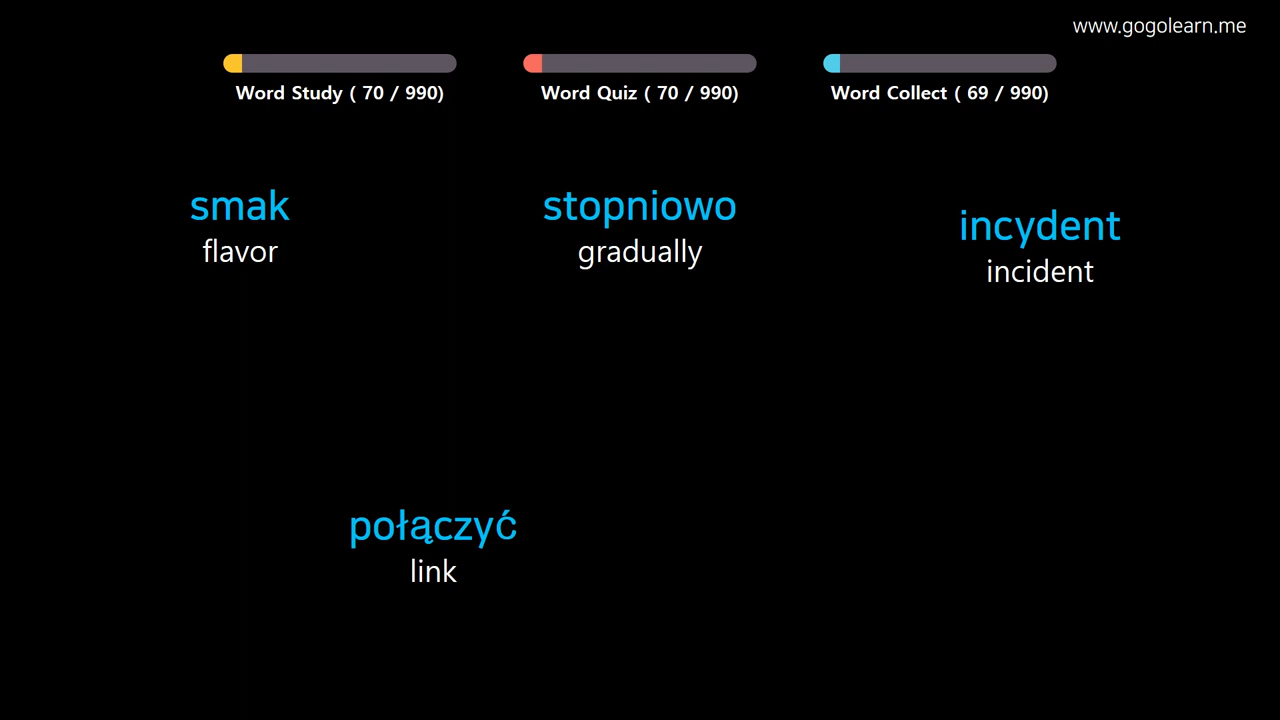 www.gogolearn.me
Word Study ( 70 / 990)
Word Quiz ( 70 / 990)
Word Collect ( 69 / 990)
smak
flavor
stopniowo
gradually
incydent
incident
połączyć
link